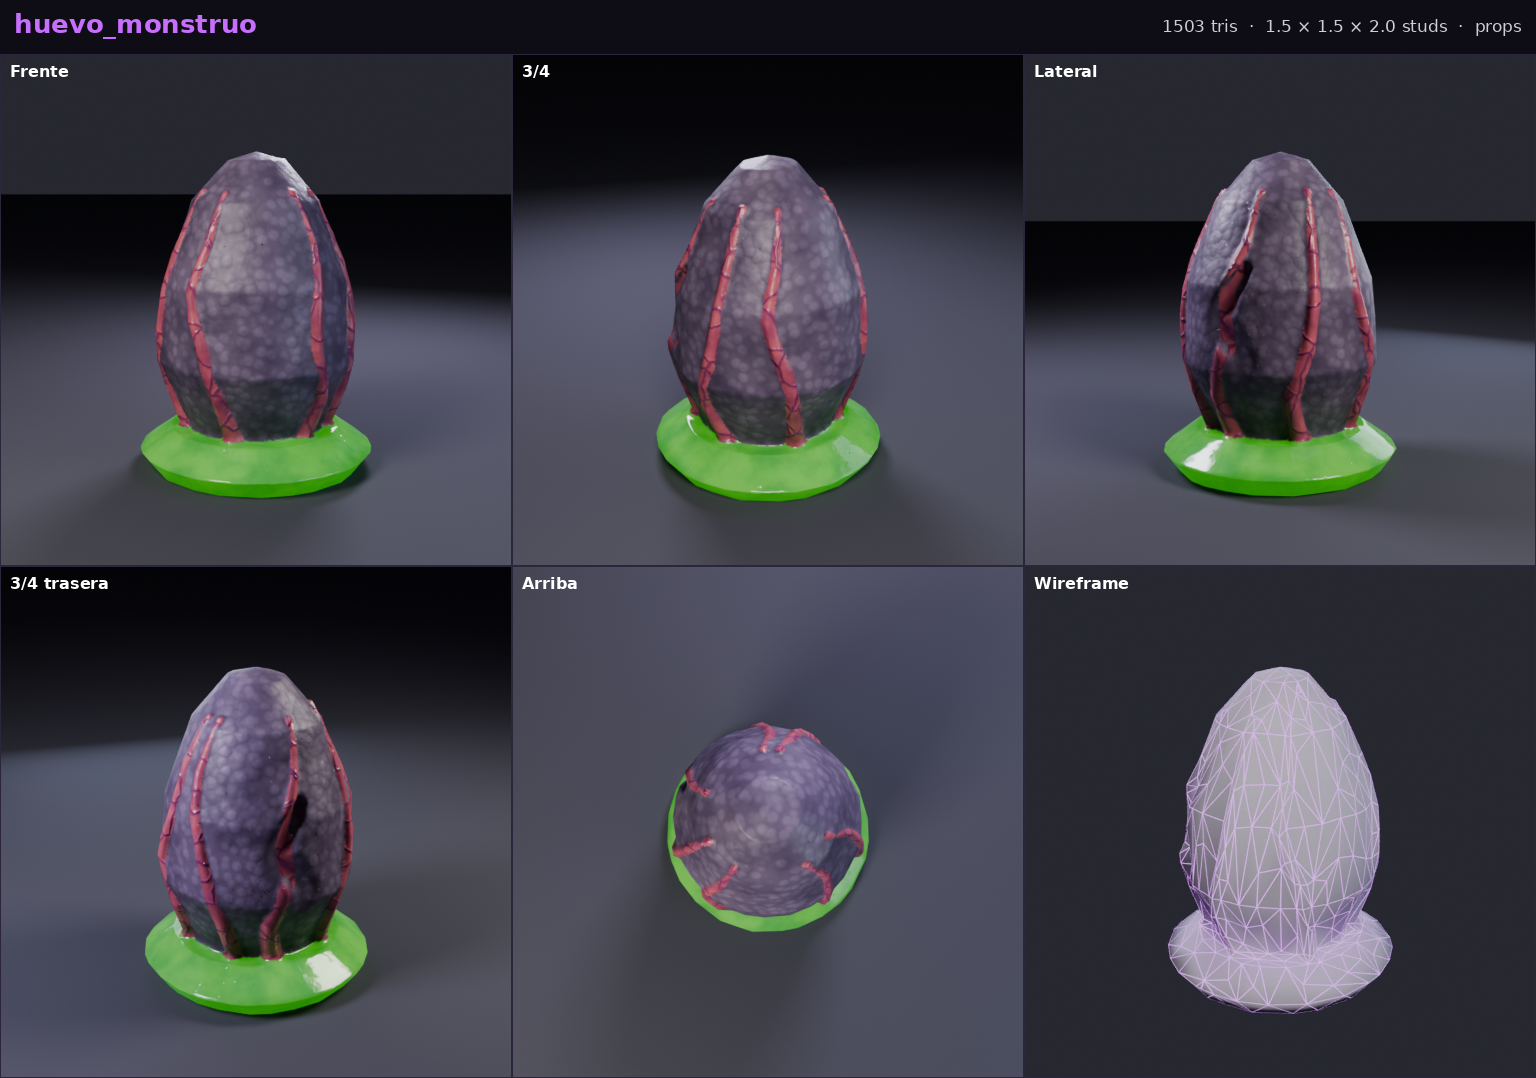 huevo_monstruo
1503 tris · 1.5 × 1.5 × 2.0 studs · props
Frente
3/4
Lateral
3/4 trasera
Arriba
Wireframe